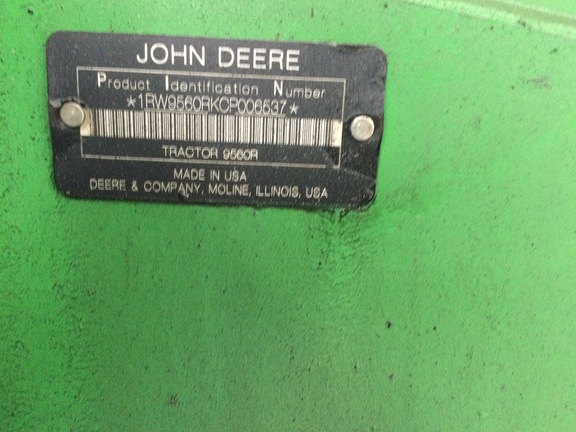 JOHN DEERE
Product Identification Number
*1RW9560RKCP006537*
TRACTOR 9560R
MADE IN USA
DEERE & COMPANY, MOLINE, ILLINOIS, USA